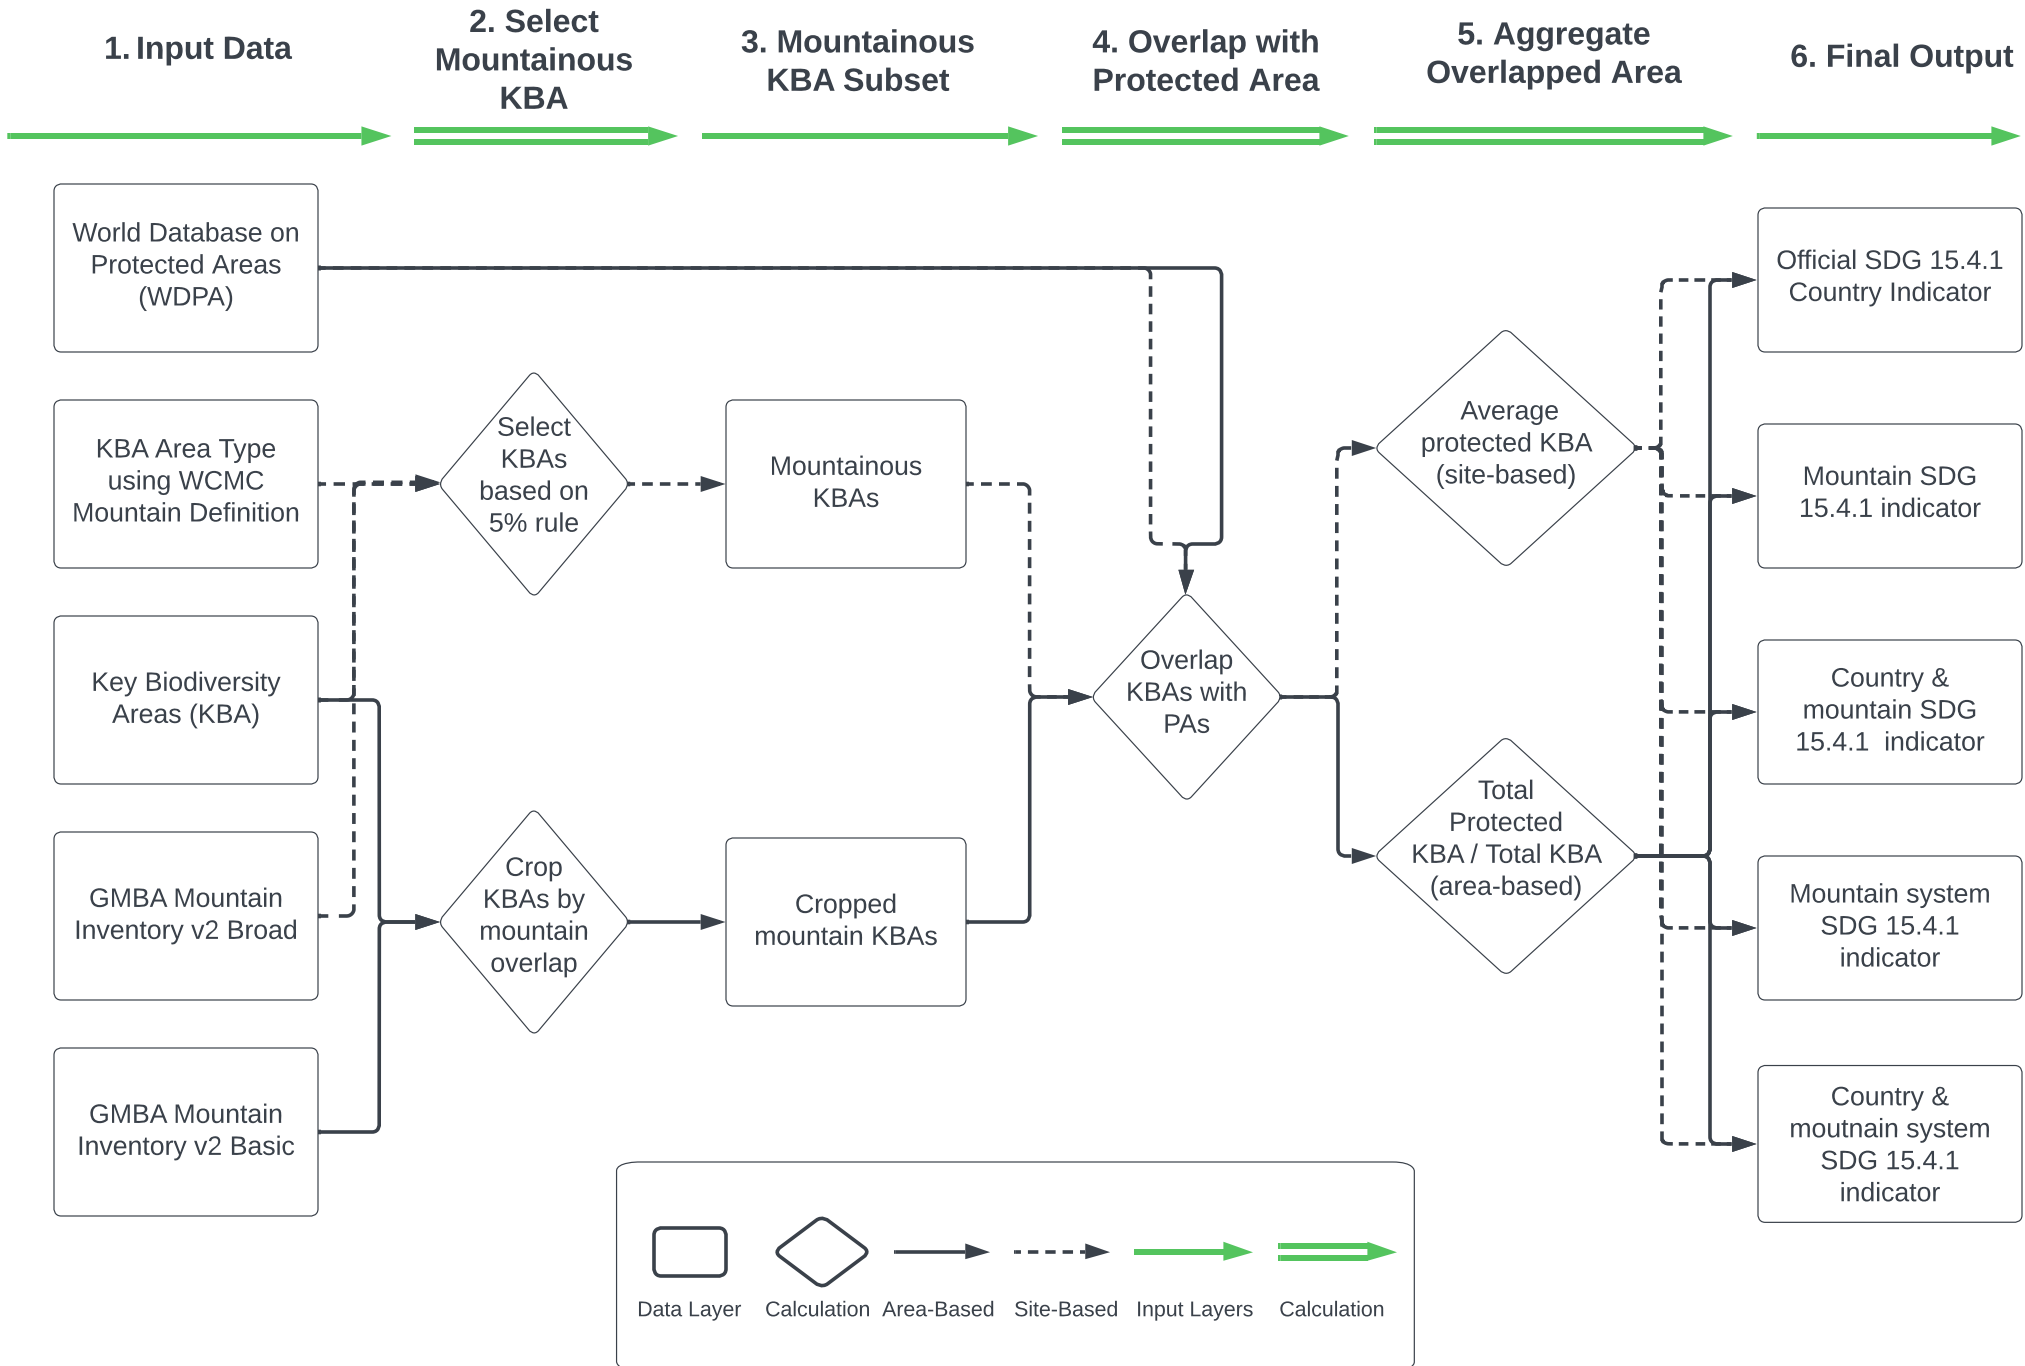 1. Input Data
2. Select
Mountainous
KBA
3. Mountainous
KBA Subset
4. Overlap with
Protected Area
5. Aggregate
Overlapped Area
6. Final Output
World Database on
Protected Areas
(WDPA)
KBA Area Type
using WCMC
Mountain Definition
Key Biodiversity
Areas (KBA)
GMBA Mountain
Inventory v2 Broad
GMBA Mountain
Inventory v2 Basic
Select
KBAs
based on
5% rule
Crop
KBAs by
mountain
overlap
Mountainous
KBAs
Cropped
mountain KBAs
Overlap
KBAs with
PAs
Average
protected KBA
(site-based)
Total
Protected
KBA / Total KBA
(area-based)
Official SDG 15.4.1
Country Indicator
Mountain SDG
15.4.1 indicator
Country &
mountain SDG
15.4.1  indicator
Mountain system
SDG 15.4.1
indicator
Country &
moutnain system
SDG 15.4.1
indicator
Data Layer
Calculation
Area-Based
Site-Based
Input Layers
Calculation